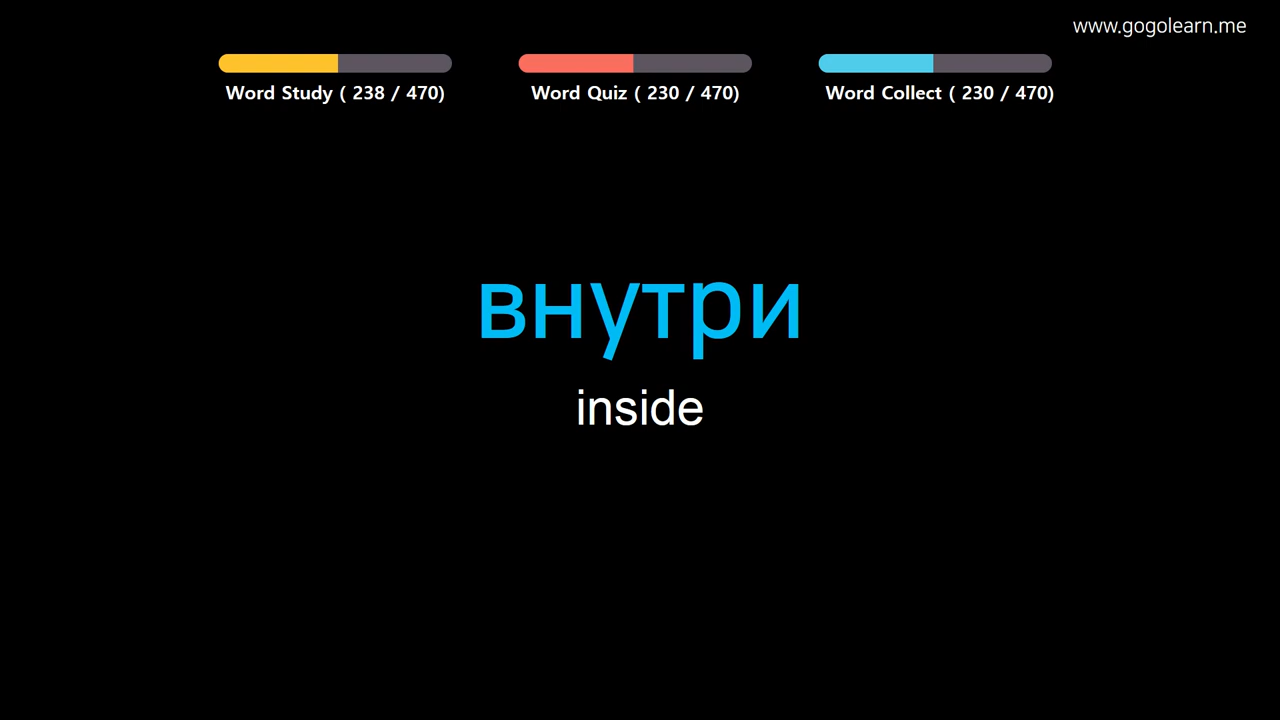 www.gogolearn.me
Word Study ( 238 / 470)
Word Quiz ( 230 / 470)
Word Collect ( 230 / 470)
внутри
inside